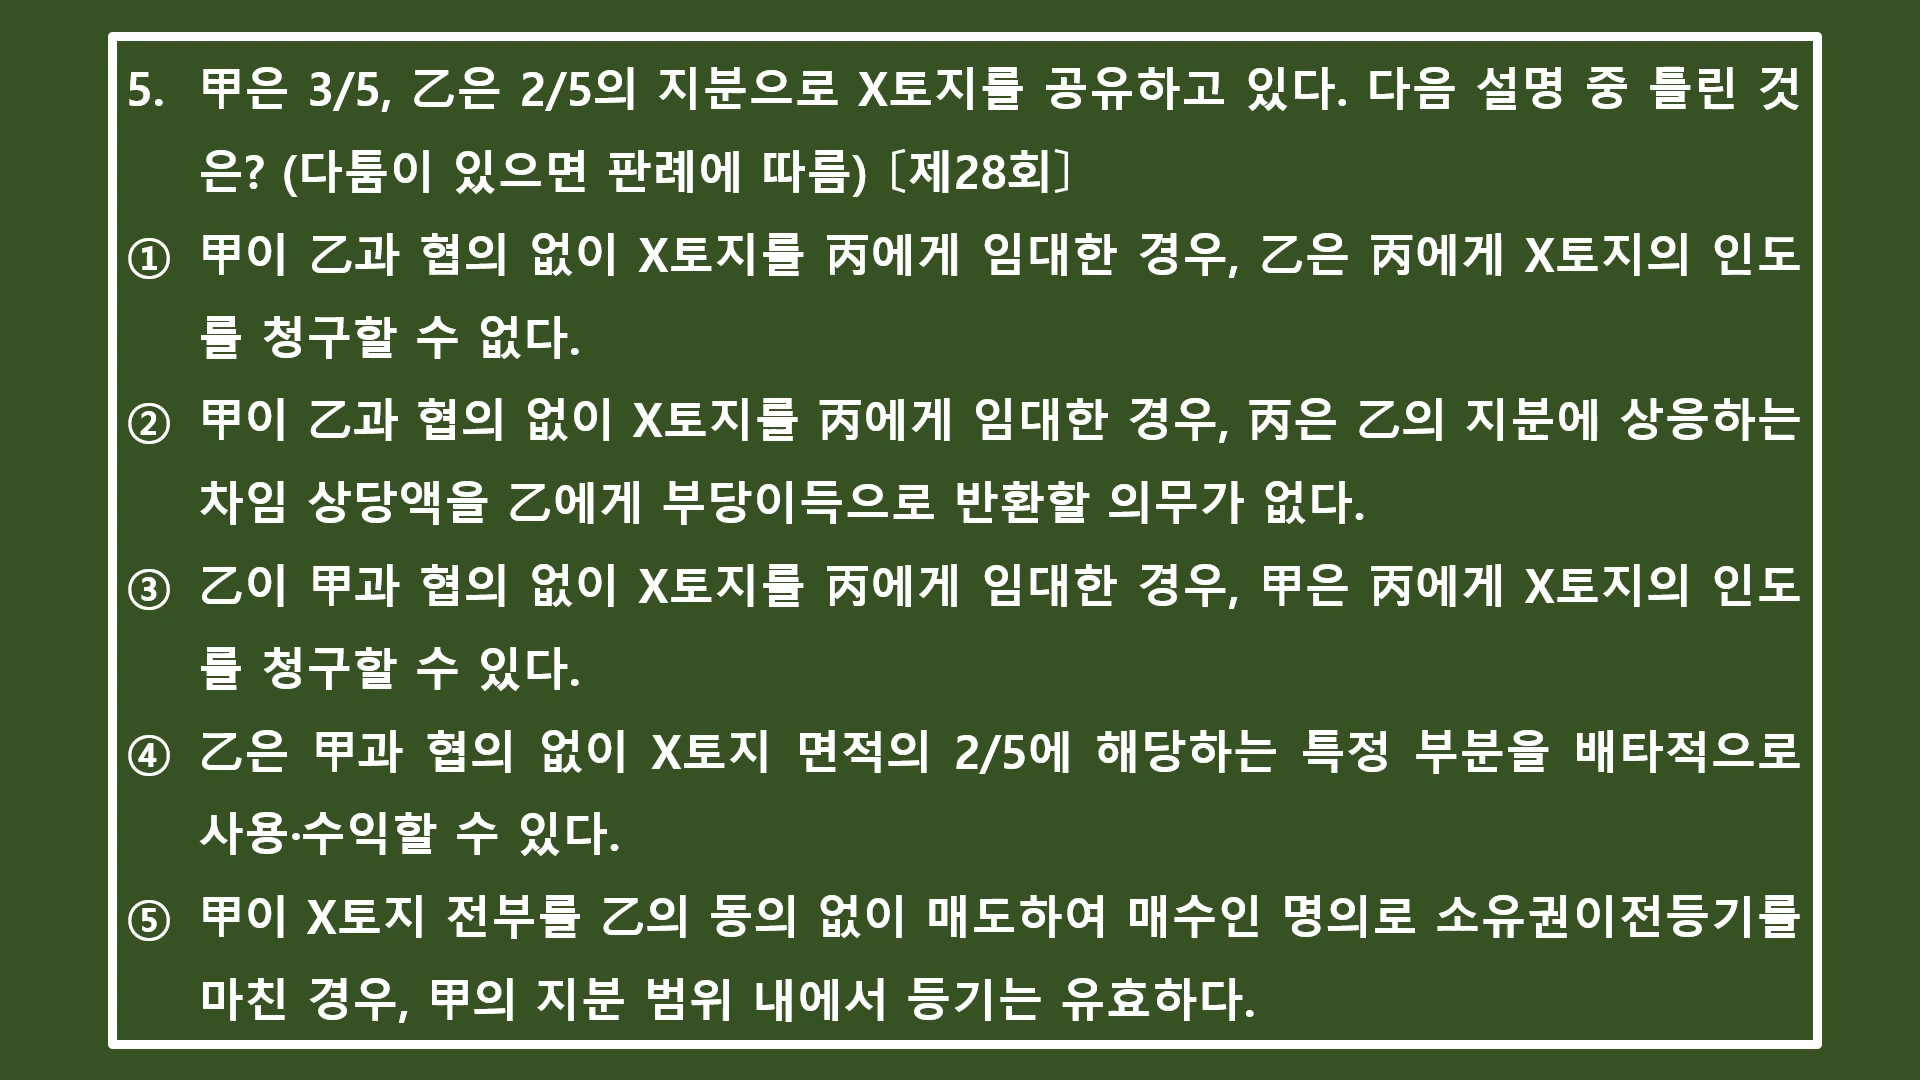 5. 甲은 3/5, 乙은 2/5의 지분으로 X토지를 공유하고 있다. 다음 설명 중 틀린 것
은? (다툼이 있으면 판례에 따름)〔제28회〕
① 甲이 乙과 협의 없이 X토지를 丙에게 임대한 경우, 乙은 丙에게 X토지의 인도
를 청구할 수 없다.
② 甲이 乙과 협의 없이 X토지를 丙에게 임대한 경우, 丙은 乙의 지분에 상응하는
차임 상당액을 乙에게 부당이득으로 반환할 의무가 없다.
③ 乙이 甲과 협의 없이 X토지를 丙에게 임대한 경우, 甲은 丙에게 X토지의 인도
를 청구할 수 있다.
④ 乙은 甲과 협의 없이 X토지 면적의 2/5에 해당하는 특정 부분을 배타적으로
사용·수익할 수 있다.
⑤ 甲이 X토지 전부를 乙의 동의 없이 매도하여 매수인 명의로 소유권이전등기를
마친 경우, 甲의 지분 범위 내에서 등기는 유효하다.